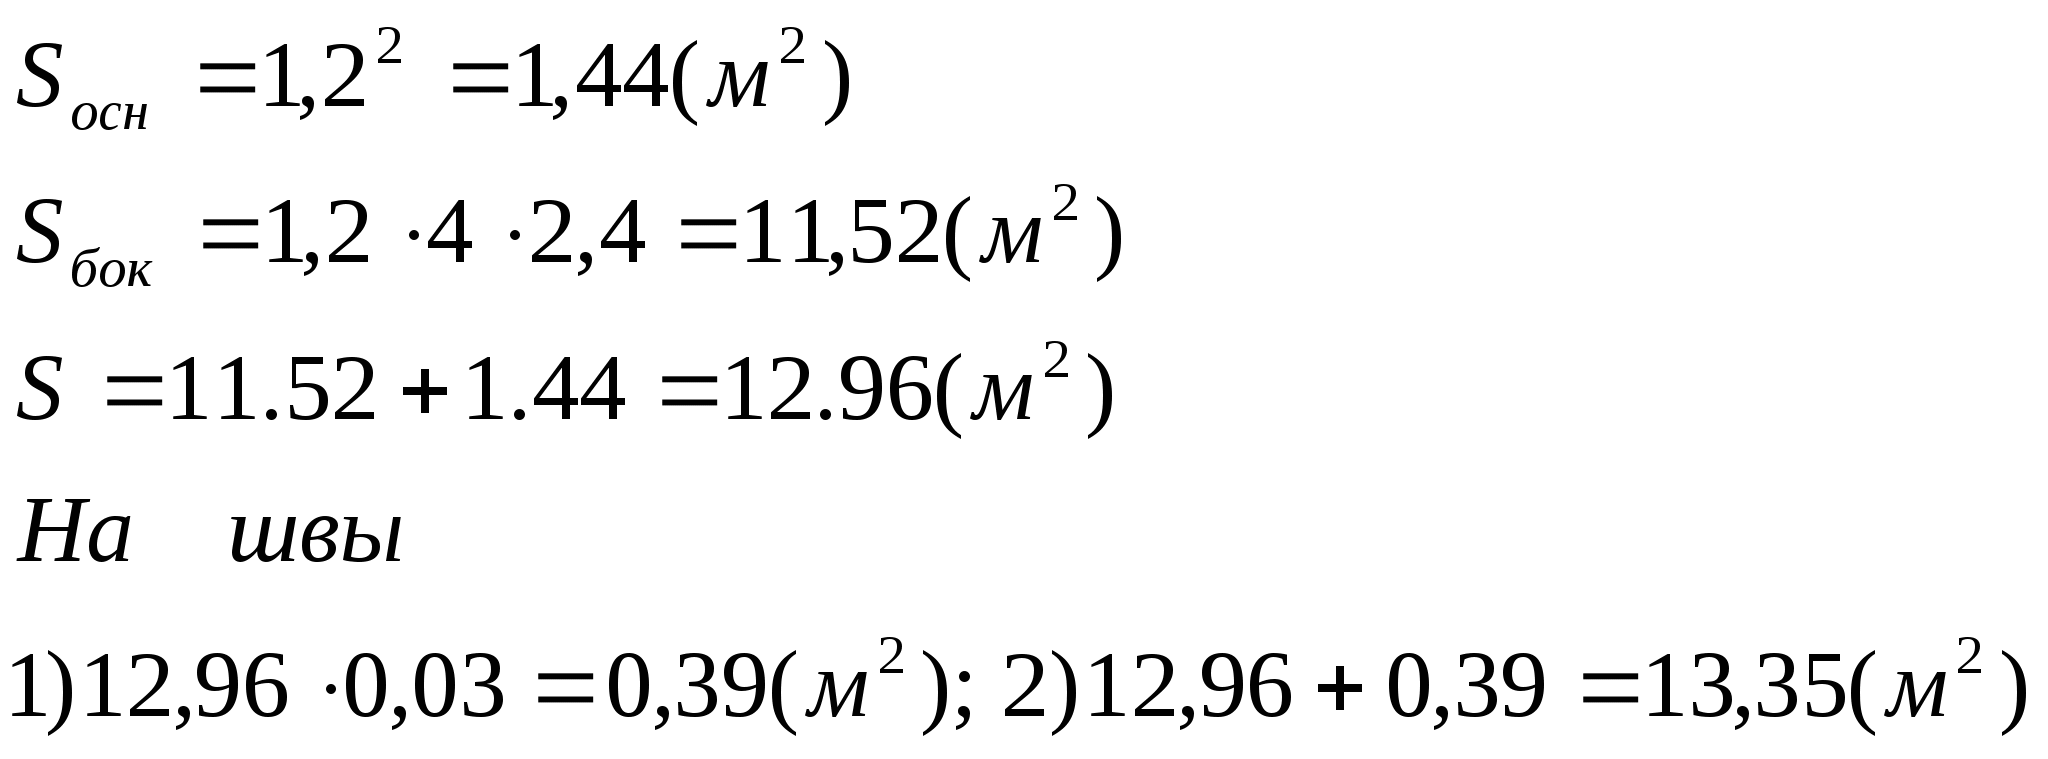 S осн = 1,2² = 1,44(м²)
S бок = 1,2 · 4 · 2,4 = 11,52(м²)
S = 11.52 + 1.44 = 12.96(м²)
На швы
1)12,96 · 0,03 = 0,39(м²); 2)12,96 + 0,39 = 13,35(м²)